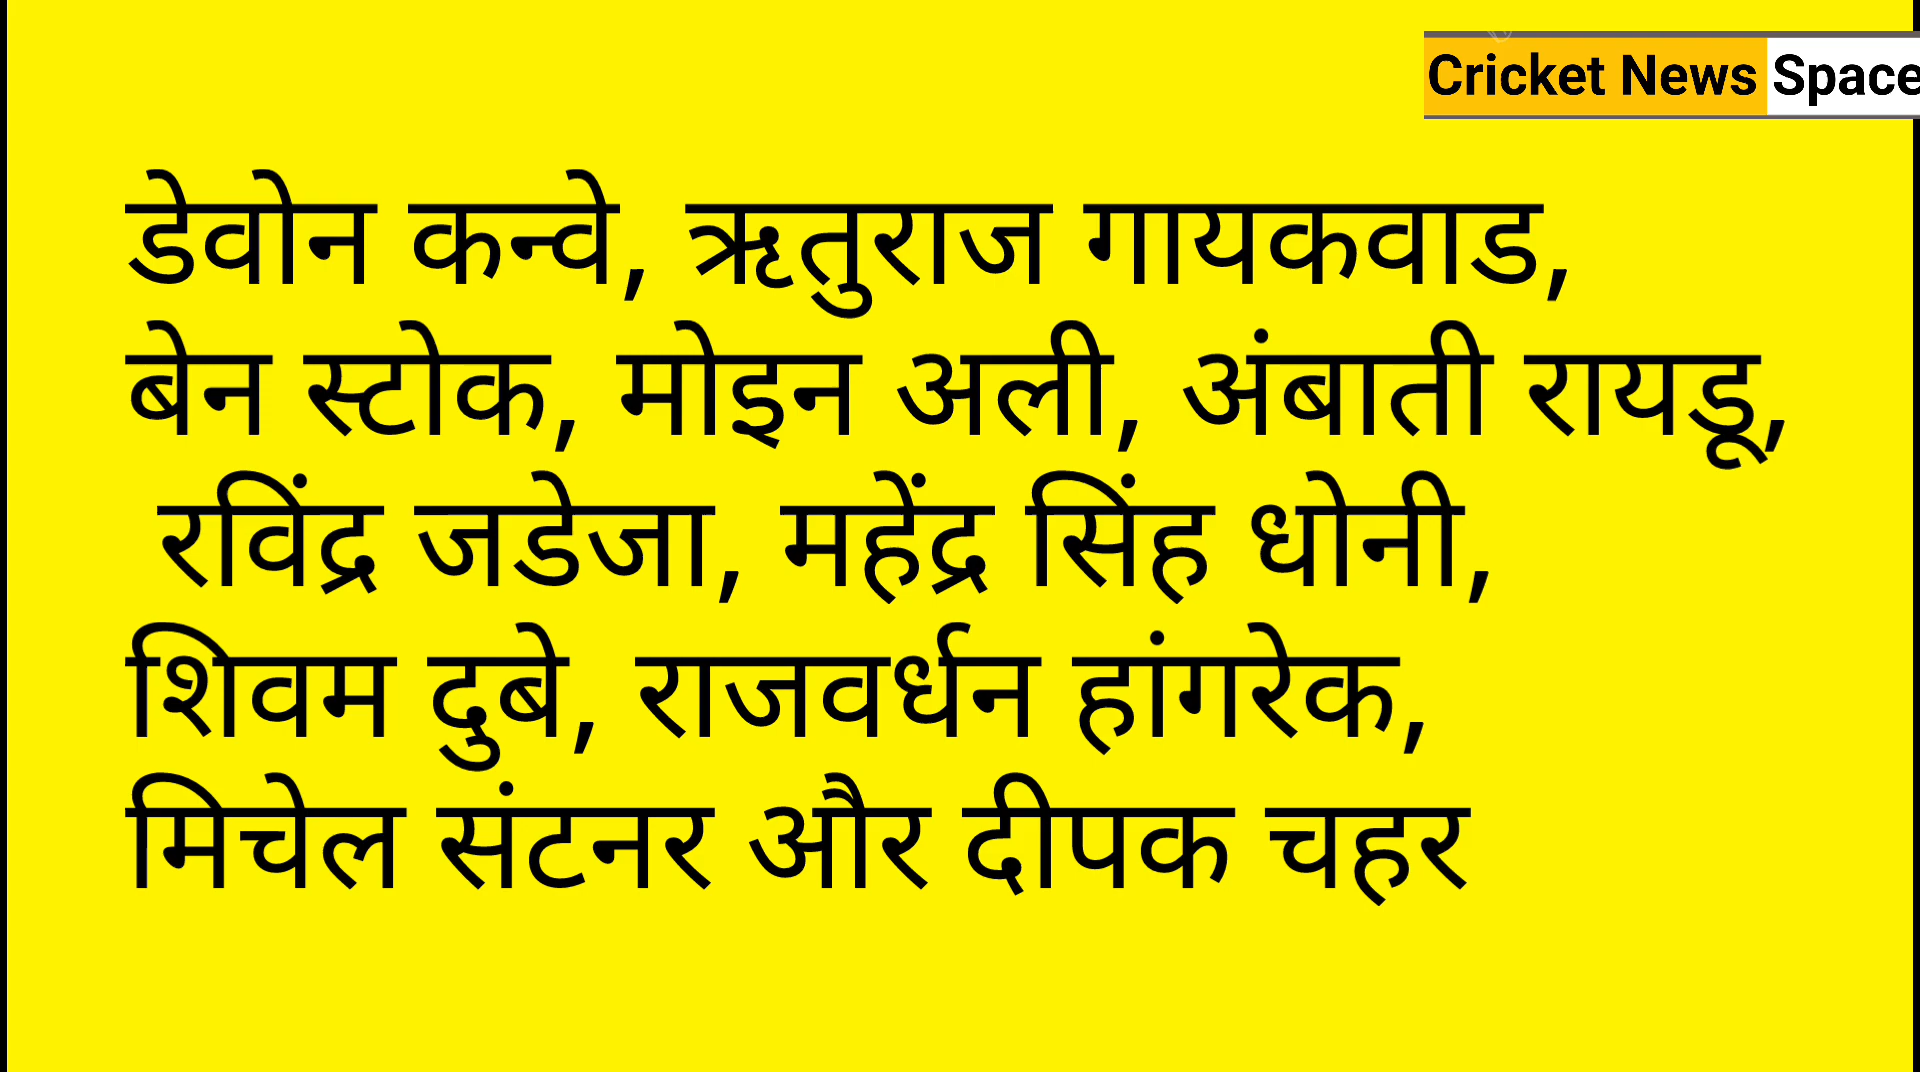 Cricket News Space
डेवोन कन्वे, ऋतुराज गायकवाड,
बेन स्टोक, मोइन अली, अंबाती रायडू,
रविंद्र जडेजा, महेंद्र सिंह धोनी,
शिवम दुबे, राजवर्धन हांगरेक,
मिचेल संटनर और दीपक चहर